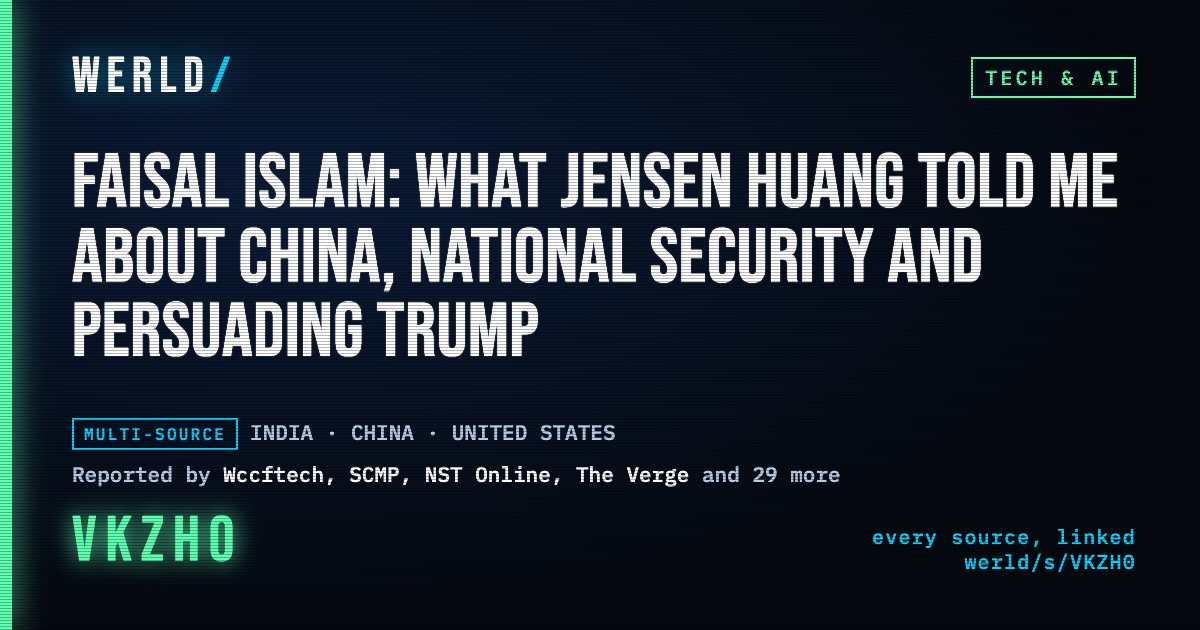 WERLD/
TECH & AI
FAISAL ISLAM: WHAT JENSEN HUANG TOLD ME
ABOUT CHINA, NATIONAL SECURITY AND
PERSUADING TRUMP
MULTI-SOURCE INDIA · CHINA · UNITED STATES
Reported by Wccftech, SCMP, NST Online, The Verge and 29 more
VKZH0
every source, linked
werld/s/VKZH0